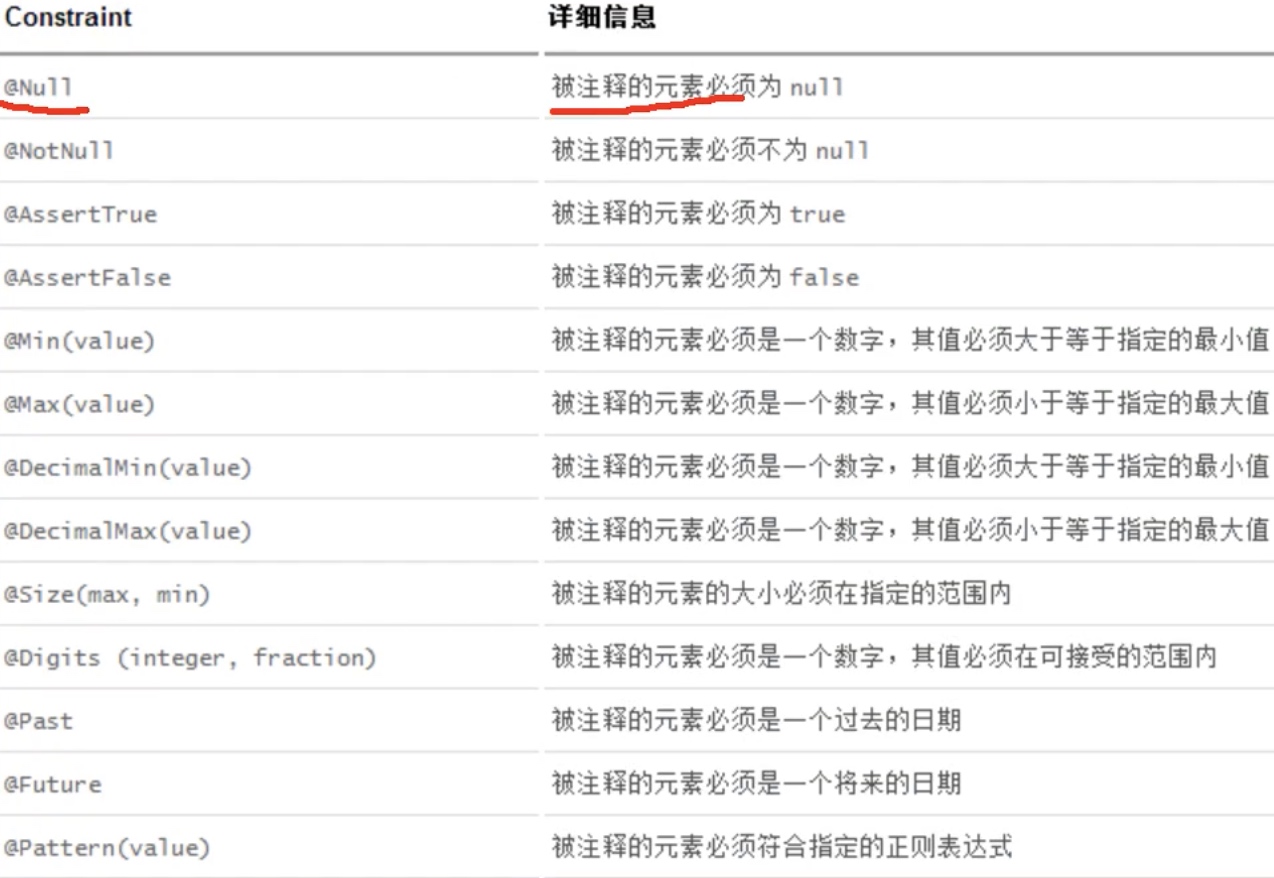 Constraint 详细信息
@Null 被注释的元素必须为 null
@NotNull 被注释的元素必须不为 null
@AssertTrue 被注释的元素必须为 true
@AssertFalse 被注释的元素必须为 false
@Min(value) 被注释的元素必须是一个数字，其值必须大于等于指定的最小值
@Max(value) 被注释的元素必须是一个数字，其值必须小于等于指定的最大值
@DecimalMin(value) 被注释的元素必须是一个数字，其值必须大于等于指定的最小值
@DecimalMax(value) 被注释的元素必须是一个数字，其值必须小于等于指定的最大值
@Size(max, min) 被注释的元素的大小必须在指定的范围内
@Digits (integer, fraction) 被注释的元素必须是一个数字，其值必须在可接受的范围内
@Past 被注释的元素必须是一个过去的日期
@Future 被注释的元素必须是一个将来的日期
@Pattern(value) 被注释的元素必须符合指定的正则表达式